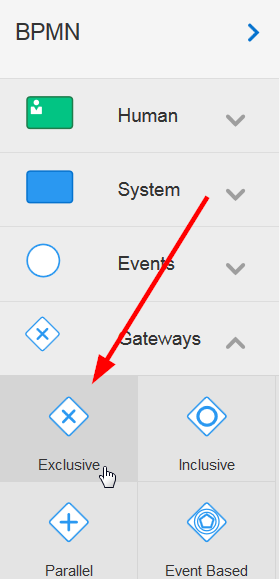 BPMN
Human
System
Events
Gateways
Exclusive
Inclusive
Parallel
Event Based